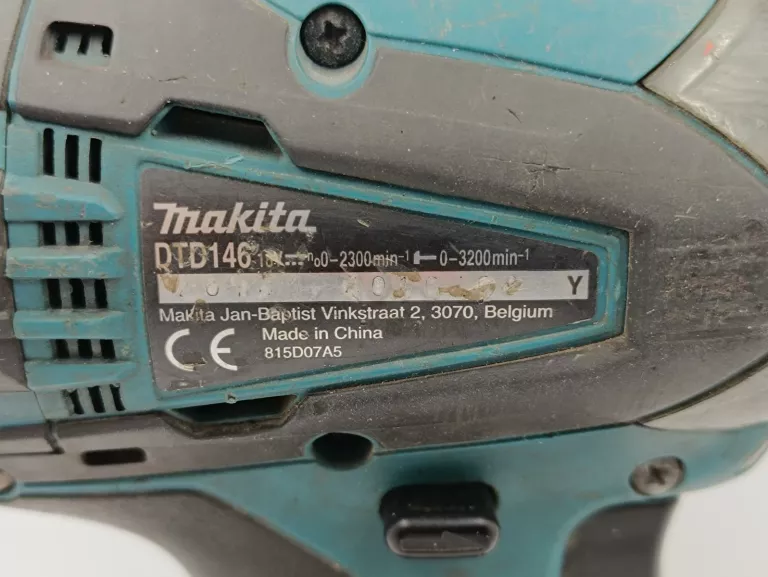 makita
DTD146 18V n00-2300min-1 0-3200min-1
Y
Makita Jan-Baptist Vinkstraat 2, 3070, Belgium
CE Made in China
815D07A5